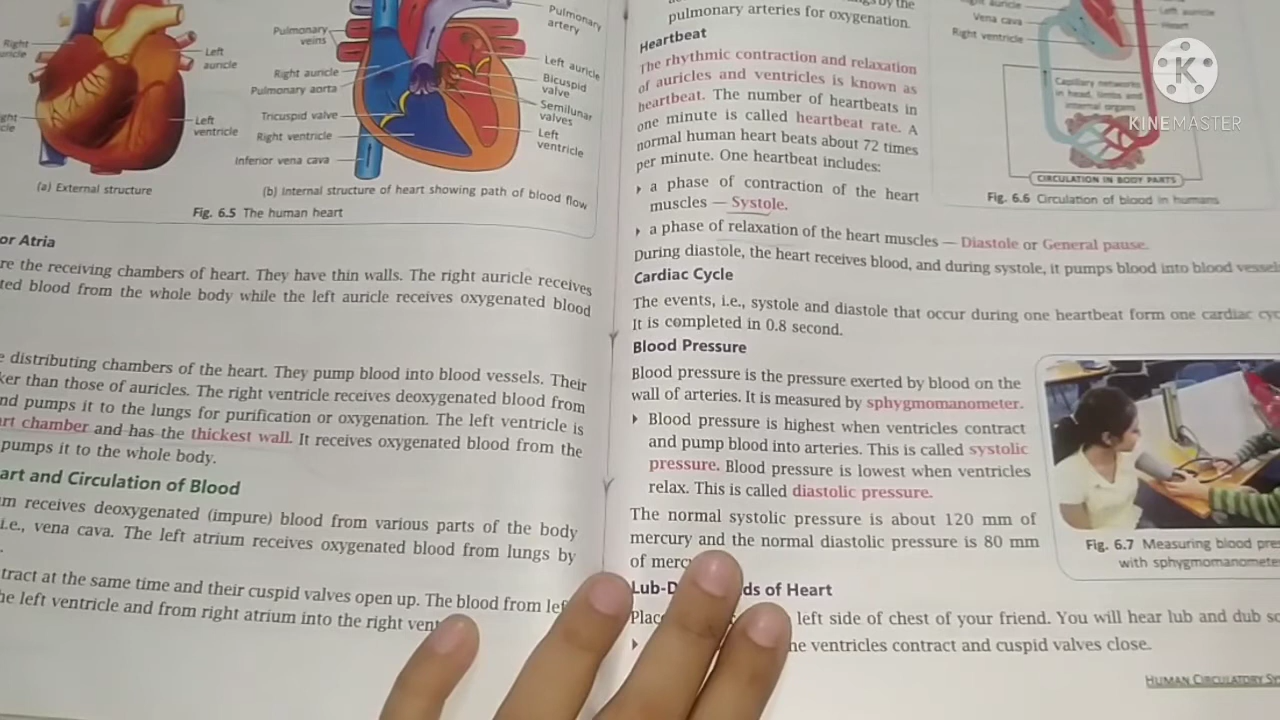 Right
auricle
Left
auricle
Left
ventricle
(a) External structure
Pulmonary
veins
Right auricle
Pulmonary aorta
Tricuspid valve
Right ventricle
Inferior vena cava
Pulmonary
artery
Left auricle
Bicuspid
valve
Semilunar
valves
Left
ventricle
(b) Internal structure of heart showing path of blood flow
Fig. 6.5 The human heart
or Atria
re the receiving chambers of heart. They have thin walls. The right auricle receives
ted blood from the whole body while the left auricle receives oxygenated blood
e distributing chambers of the heart. They pump blood into blood vessels. Their
ker than those of auricles. The right ventricle receives deoxygenated blood from
nd pumps it to the lungs for purification or oxygenation. The left ventricle is
art chamber and has the thickest wall. It receives oxygenated blood from the
pumps it to the whole body.
art and Circulation of Blood
um receives deoxygenated (impure) blood from various parts of the body
i.e., vena cava. The left atrium receives oxygenated blood from lungs by
tract at the same time and their cuspid valves open up. The blood from lef
he left ventricle and from right atrium into the right vent
by the
pulmonary arteries for oxygenation.
Heartbeat
The rhythmic contraction and relaxation
of auricles and ventricles is known as
heartbeat. The number of heartbeats in
one minute is called heartbeat rate. A
normal human heart beats about 72 times
per minute. One heartbeat includes:
a phase of contraction of the heart
muscles — Systole.
a phase of relaxation of the heart muscles — Diastole or General pause.
During diastole, the heart receives blood, and during systole, it pumps blood into blood vessels
Cardiac Cycle
The events, i.e., systole and diastole that occur during one heartbeat form one cardiac cyc
It is completed in 0.8 second.
Blood Pressure
Blood pressure is the pressure exerted by blood on the
wall of arteries. It is measured by sphygmomanometer.
Blood pressure is highest when ventricles contract
and pump blood into arteries. This is called systolic
pressure. Blood pressure is lowest when ventricles
relax. This is called diastolic pressure.
The normal systolic pressure is about 120 mm of
mercury and the normal diastolic pressure is 80 mm
of merc
Lub-D ds of Heart
Plac left side of chest of your friend. You will hear lub and dub so
he ventricles contract and cuspid valves close.
Vena cava
Right ventricle
Left auricle
Heart
Capillary networks
in head, limbs and
internal organs
CIRCULATION IN BODY PARTS
Fig. 6.6 Circulation of blood in humans
Fig. 6.7 Measuring blood pre
with sphygmomanomete
HUMAN CIRCULATORY SY
K
KINEMASTER